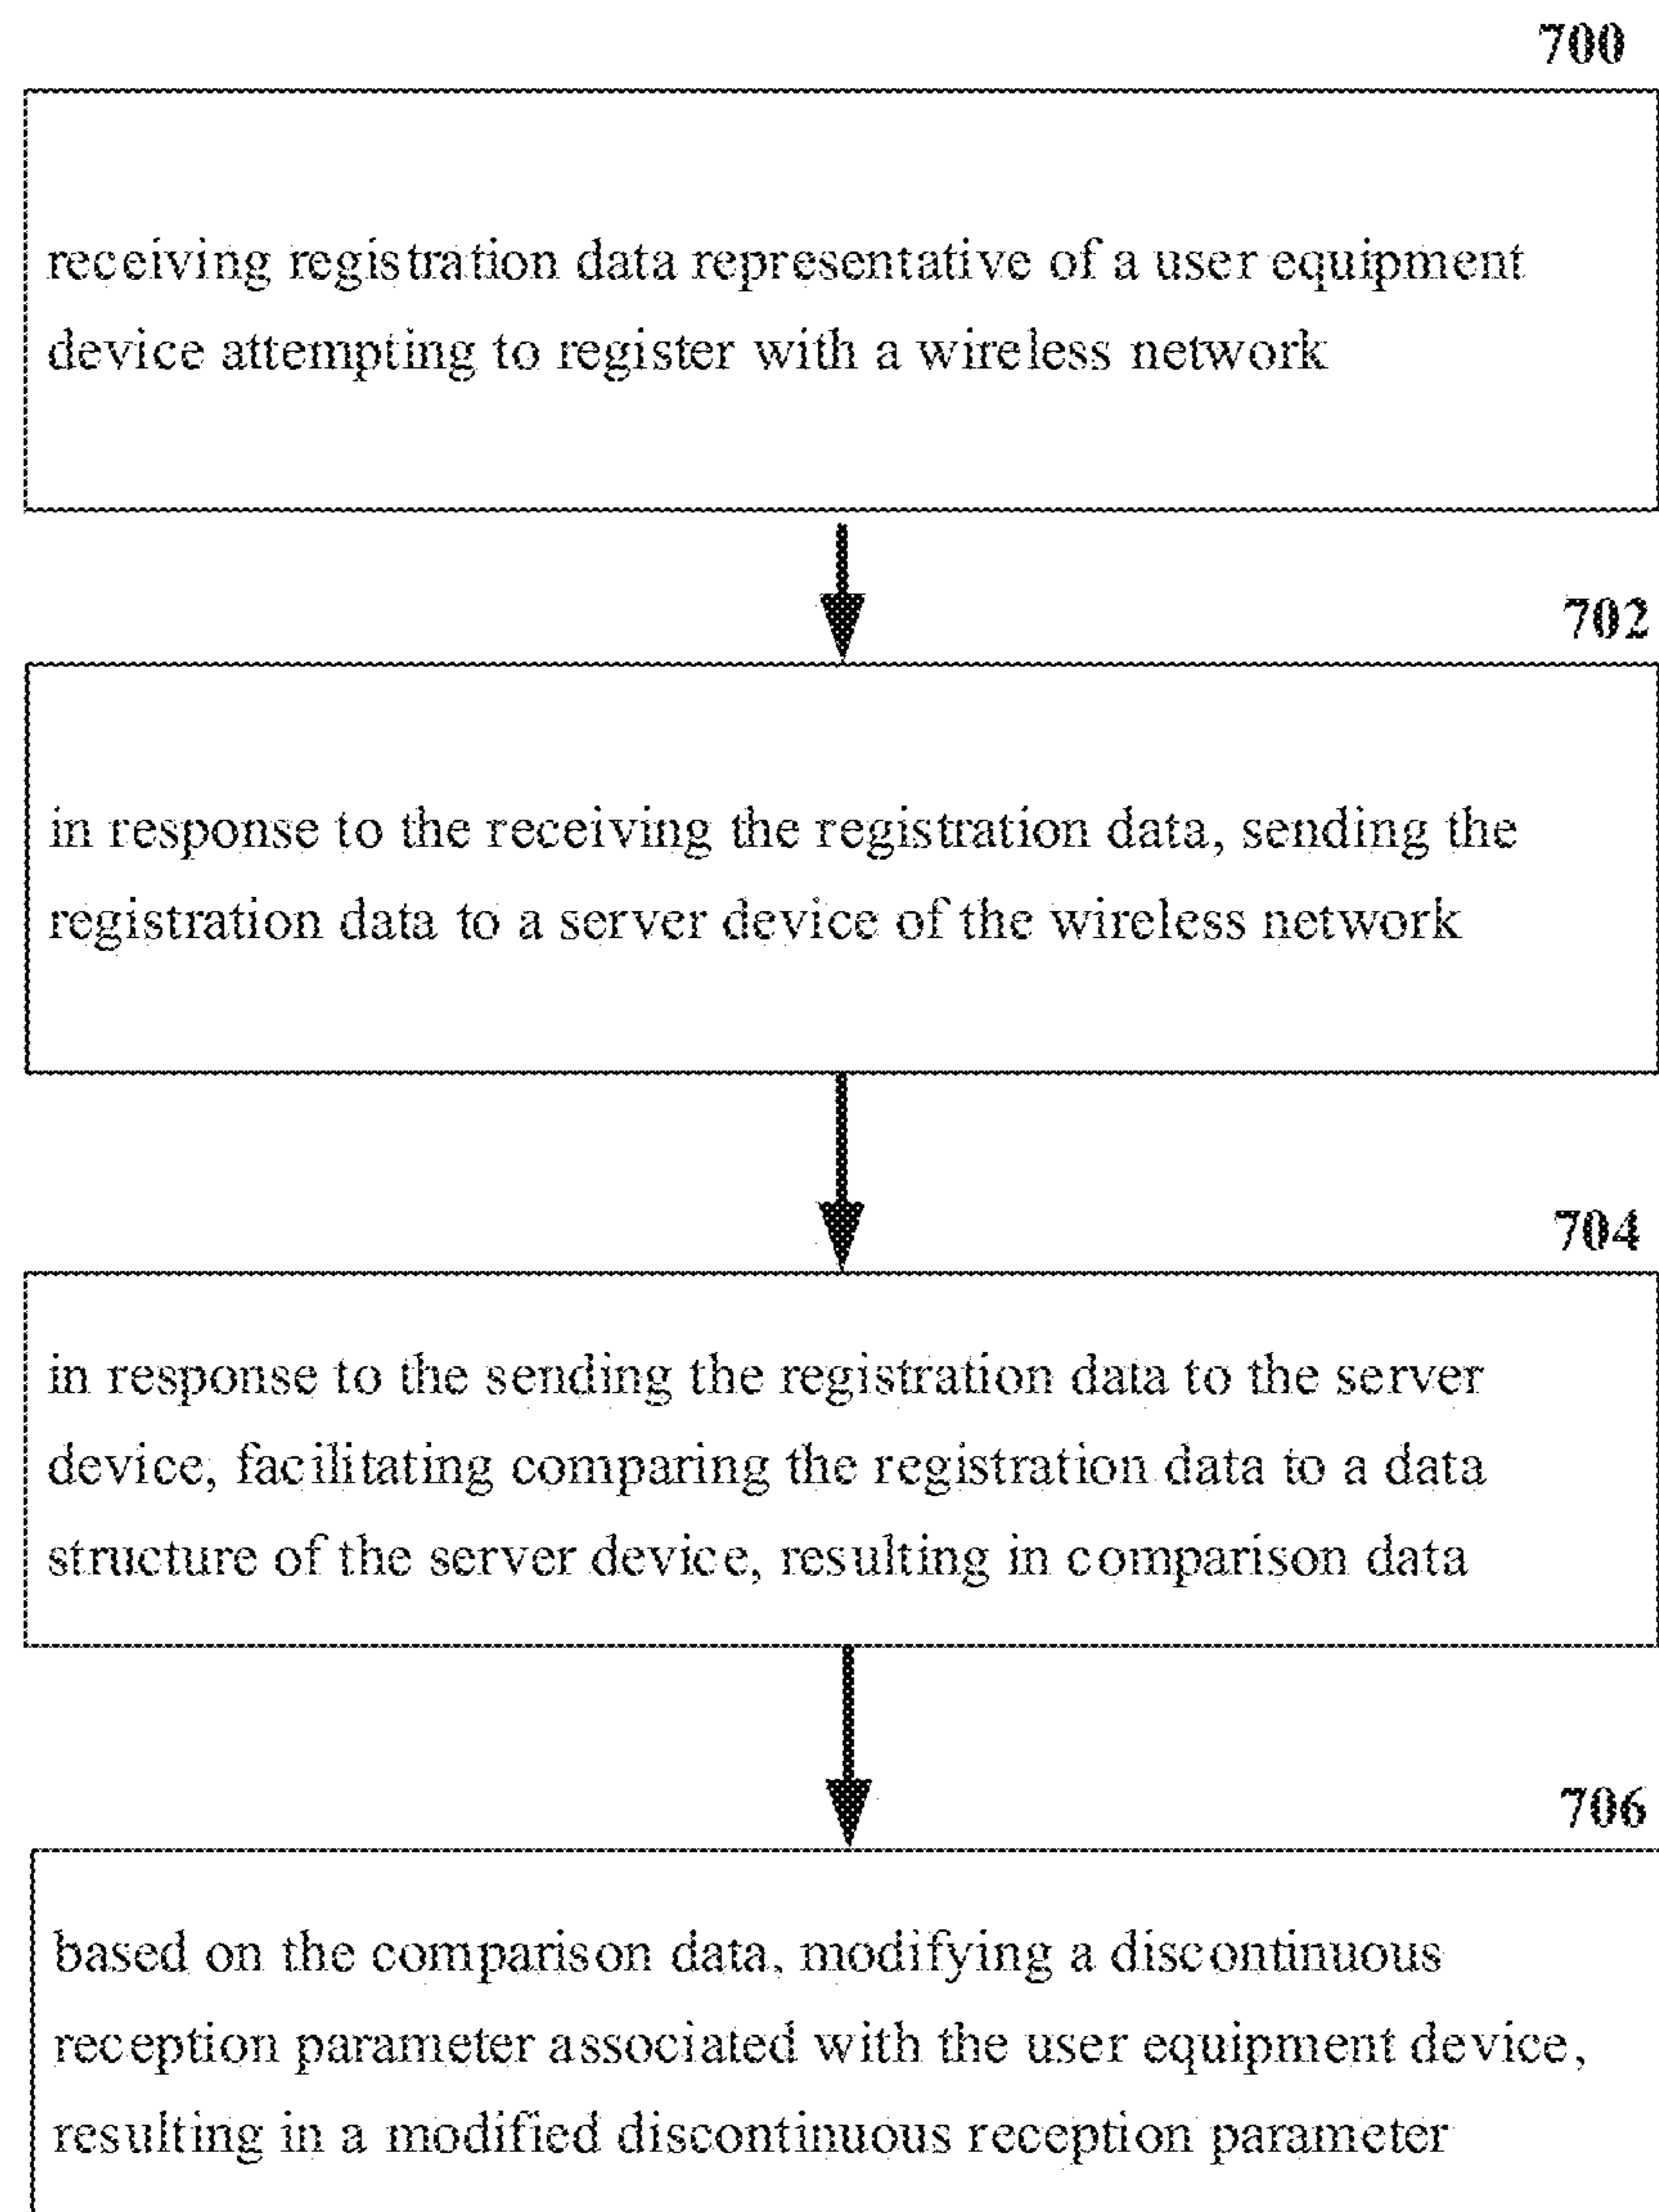 700
receiving registration data representative of a user equipment
device attempting to register with a wireless network
702
in response to the receiving the registration data, sending the
registration data to a server device of the wireless network
704
in response to the sending the registration data to the server
device, facilitating comparing the registration data to a data
structure of the server device, resulting in comparison data
706
based on the comparison data, modifying a discontinuous
reception parameter associated with the user equipment device,
resulting in a modified discontinuous reception parameter